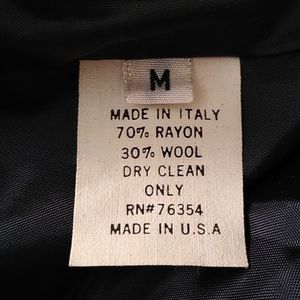 M
MADE IN ITALY
70% RAYON
30% WOOL
DRY CLEAN
ONLY
RN#76354
MADE IN U.S.A